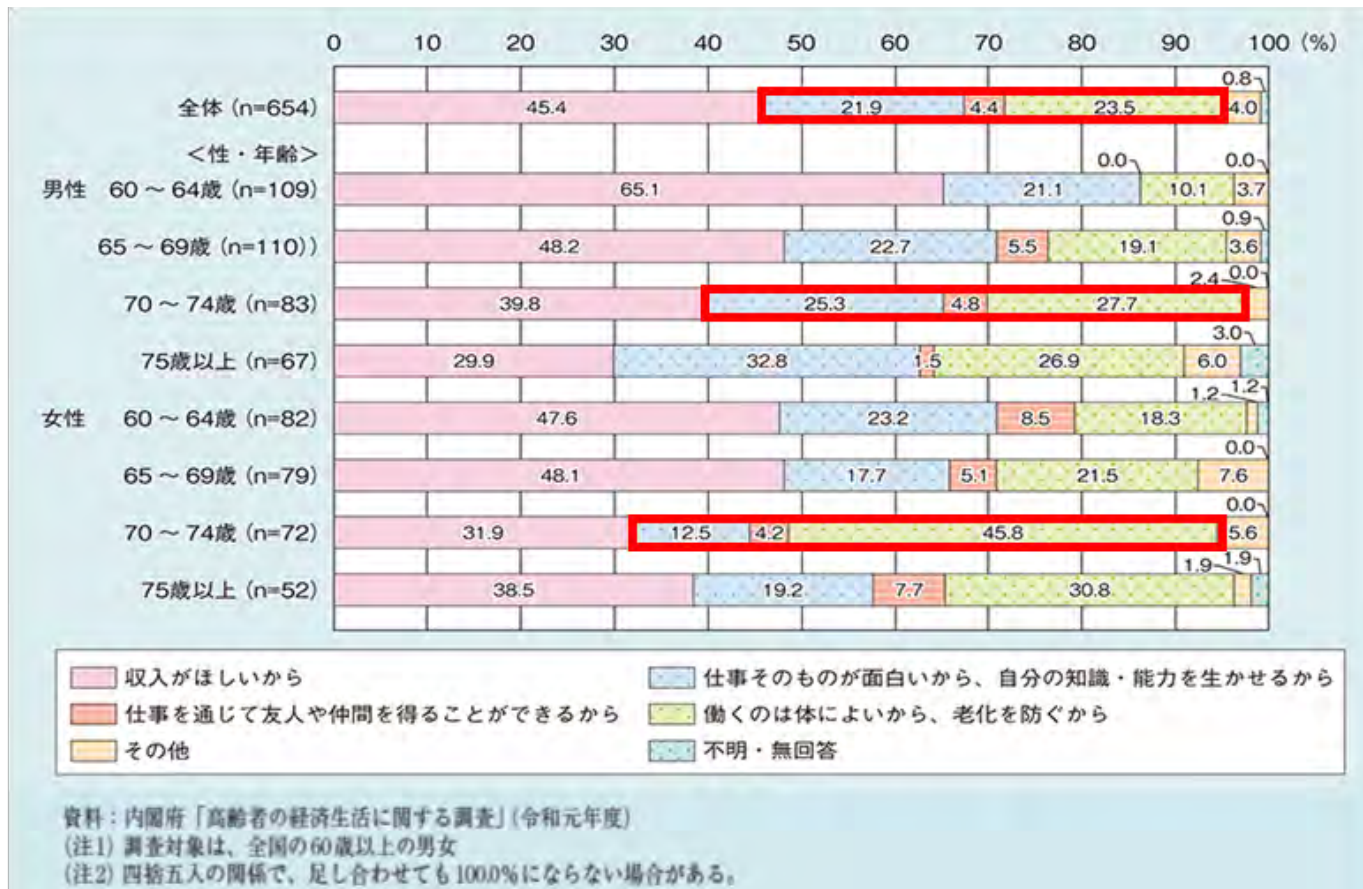 0 10 20 30 40 50 60 70 80 90 100 (%)
0.8
全体 (n=654) 45.4 21.9 4.4 23.5 4.0
<性・年齢>
0.0 0.0
男性 60 ～ 64歳 (n=109) 65.1 21.1 10.1 3.7
0.9
65 ～ 69歳 (n=110)) 48.2 22.7 5.5 19.1 3.6
2.4 0.0
70 ～ 74歳 (n=83) 39.8 25.3 4.8 27.7
3.0
75歳以上 (n=67) 29.9 32.8 1.5 26.9 6.0
1.2 1.2
女性 60 ～ 64歳 (n=82) 47.6 23.2 8.5 18.3
0.0
65 ～ 69歳 (n=79) 48.1 17.7 5.1 21.5 7.6
0.0
70 ～ 74歳 (n=72) 31.9 12.5 4.2 45.8 5.6
1.9 1.9
75歳以上 (n=52) 38.5 19.2 7.7 30.8
収入がほしいから 仕事そのものが面白いから、自分の知識・能力を生かせるから
仕事を通じて友人や仲間を得ることができるから 働くのは体によいから、老化を防ぐから
その他 不明・無回答
資料：内閣府「高齢者の経済生活に関する調査」(令和元年度)
(注1) 調査対象は、全国の60歳以上の男女
(注2) 四捨五入の関係で、足し合わせても100.0%にならない場合がある。